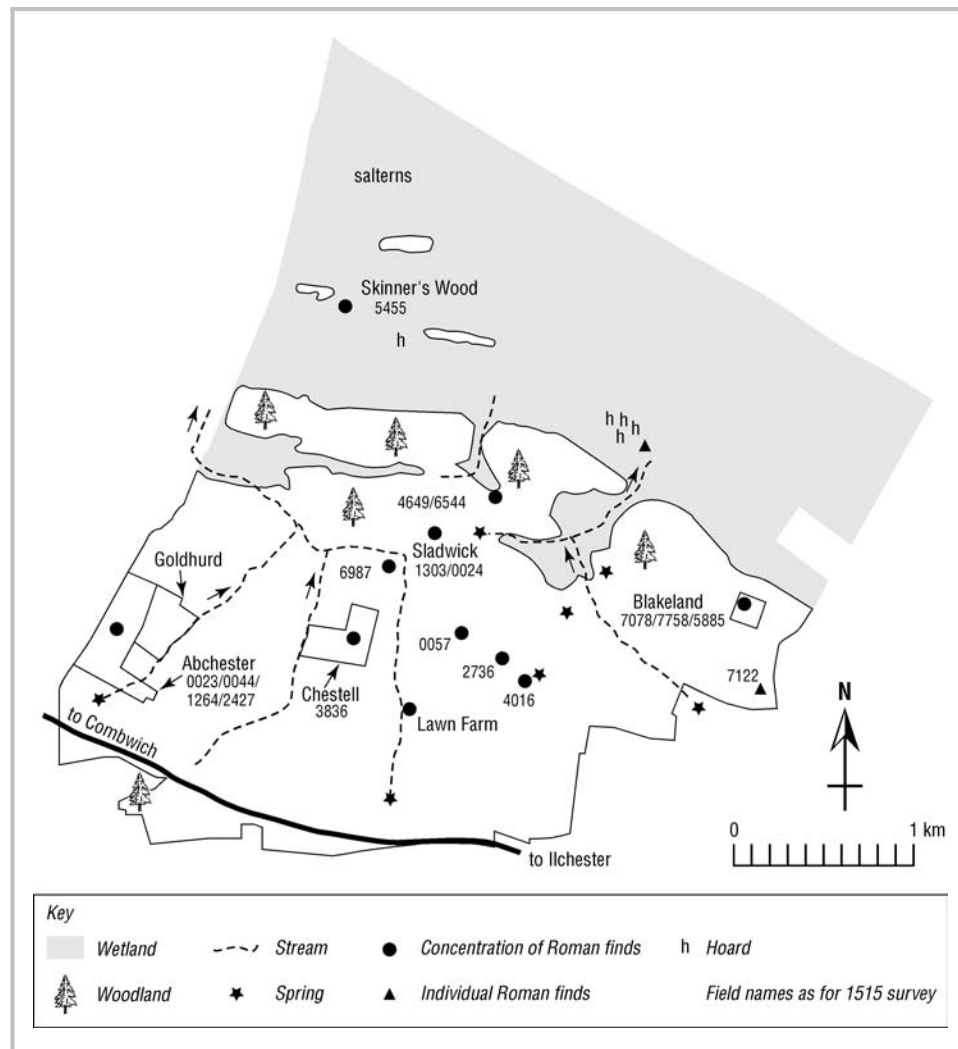 salterns
Skinner's Wood
5455
h
h h
h h
4649/6544
Sladwick
1303/0024
Goldhurd
6987
Blakeland
7078/7758/5885
0057
Abchester
0023/0044/
1264/2427
2736
7122
Chestell
3836
4016
N
to Combwich
Lawn Farm
0 1 km
to Ilchester
Key
Wetland Stream Concentration of Roman finds h Hoard
Woodland Spring Individual Roman finds Field names as for 1515 survey